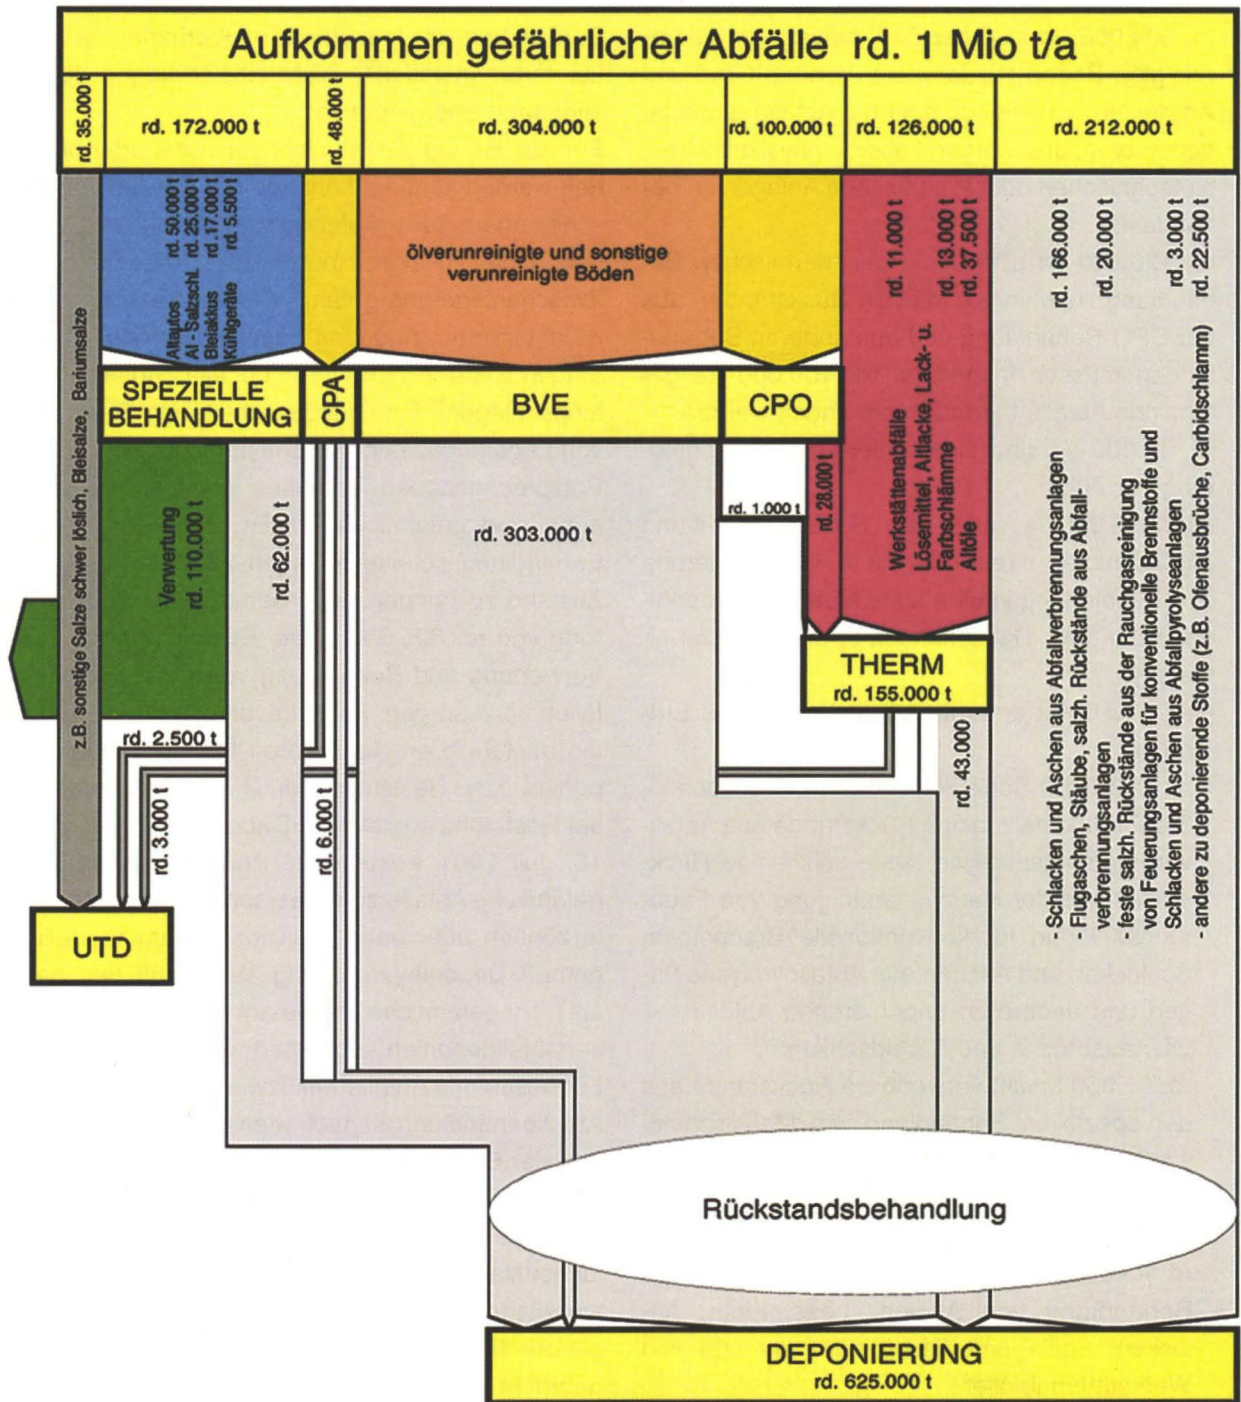 Aufkommen gefährlicher Abfälle rd. 1 Mio t/a
rd. 35.000 t
rd. 172.000 t
rd. 48.000 t
rd. 304.000 t
rd. 100.000 t
rd. 126.000 t
rd. 212.000 t
z.B. sonstige Salze schwer löslich, Bleisalze, Bariumsalze
Altautos rd. 50.000 t
Al - Salzschl. rd. 25.000 t
Bleiakkus rd .17.000 t
Kühlgeräte rd. 5.500 t
ölverunreinigte und sonstige
verunreinigte Böden
Werkstättenabfälle rd. 11.000 t
Lösemittel, Altlacke, Lack- u.
Farbschlämme rd. 13.000 t
Altöle rd. 37.500 t
- Schlacken und Aschen aus Abfallverbrennungsanlagen rd. 166.000 t
- Flugaschen, Stäube, salzh. Rückstände aus Abfall-
verbrennungsanlagen rd. 20.000 t
- feste salzh. Rückstände aus der Rauchgasreinigung
von Feuerungsanlagen für konventionelle Brennstoffe und
Schlacken und Aschen aus Abfallpyrolyseanlagen rd. 3.000 t
- andere zu deponierende Stoffe (z.B. Ofenausbrüche, Carbidschlamm) rd. 22.500 t
SPEZIELLE
BEHANDLUNG
CPA
BVE
CPO
Verwertung
rd. 110.000 t
rd. 62.000 t
rd. 303.000 t
rd. 1.000 t
rd. 28.000 t
THERM
rd. 155.000 t
rd. 2.500 t
rd. 3.000 t
rd. 6.000 t
rd. 43.000
UTD
Rückstandsbehandlung
DEPONIERUNG
rd. 625.000 t